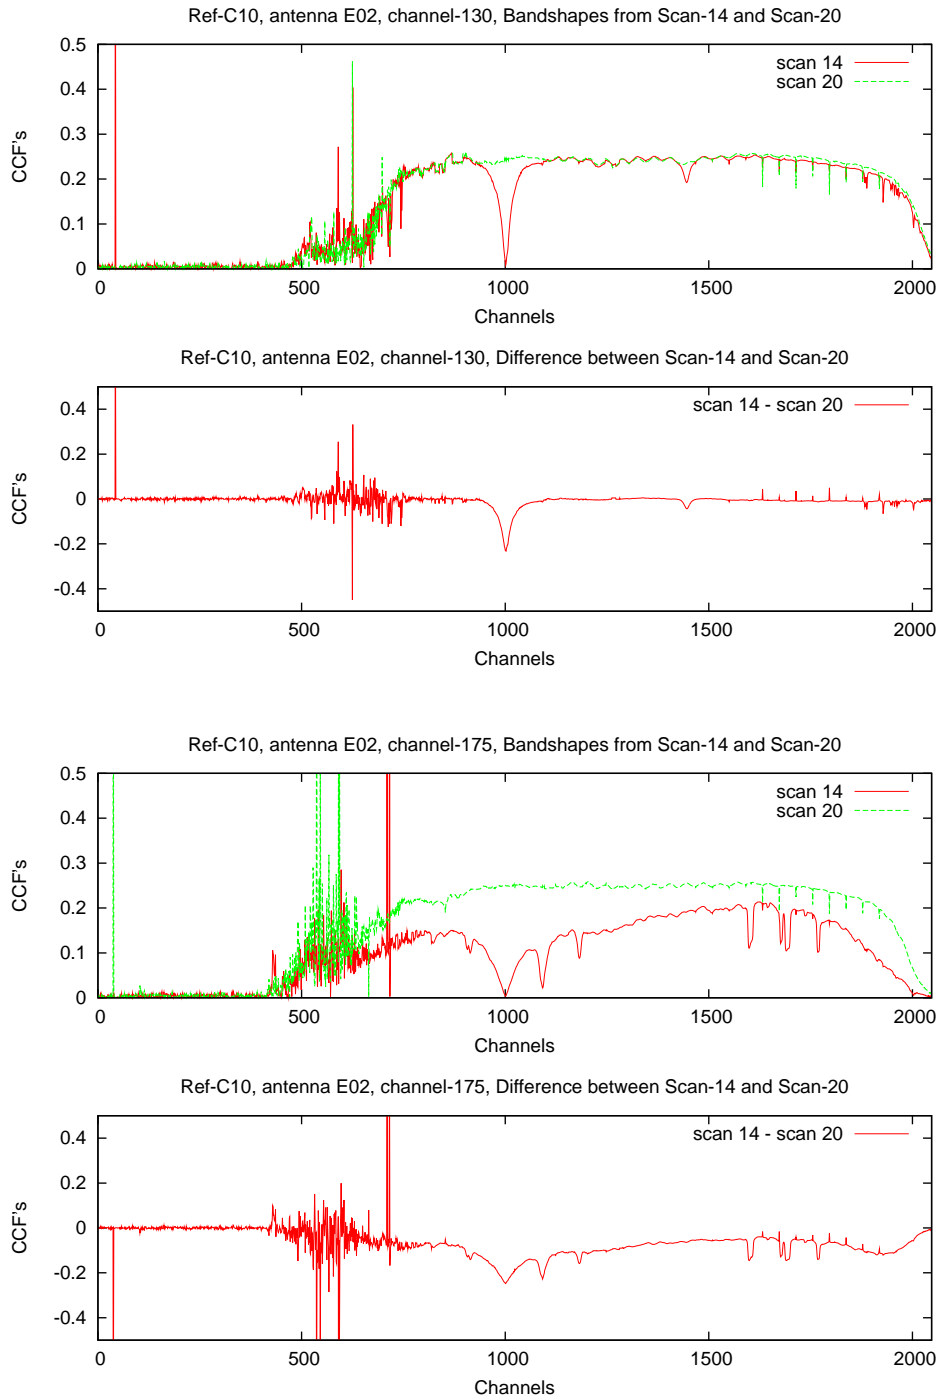 Ref-C10, antenna E02, channel-130, Bandshapes from Scan-14 and Scan-20
CCF's
0.5
0.4
0.3
0.2
0.1
0
scan 14
scan 20
0 500 1000 1500 2000
Channels
Ref-C10, antenna E02, channel-130, Difference between Scan-14 and Scan-20
CCF's
0.4
0.2
0
-0.2
-0.4
scan 14 - scan 20
0 500 1000 1500 2000
Channels
Ref-C10, antenna E02, channel-175, Bandshapes from Scan-14 and Scan-20
CCF's
0.5
0.4
0.3
0.2
0.1
0
scan 14
scan 20
0 500 1000 1500 2000
Channels
Ref-C10, antenna E02, channel-175, Difference between Scan-14 and Scan-20
CCF's
0.4
0.2
0
-0.2
-0.4
scan 14 - scan 20
0 500 1000 1500 2000
Channels